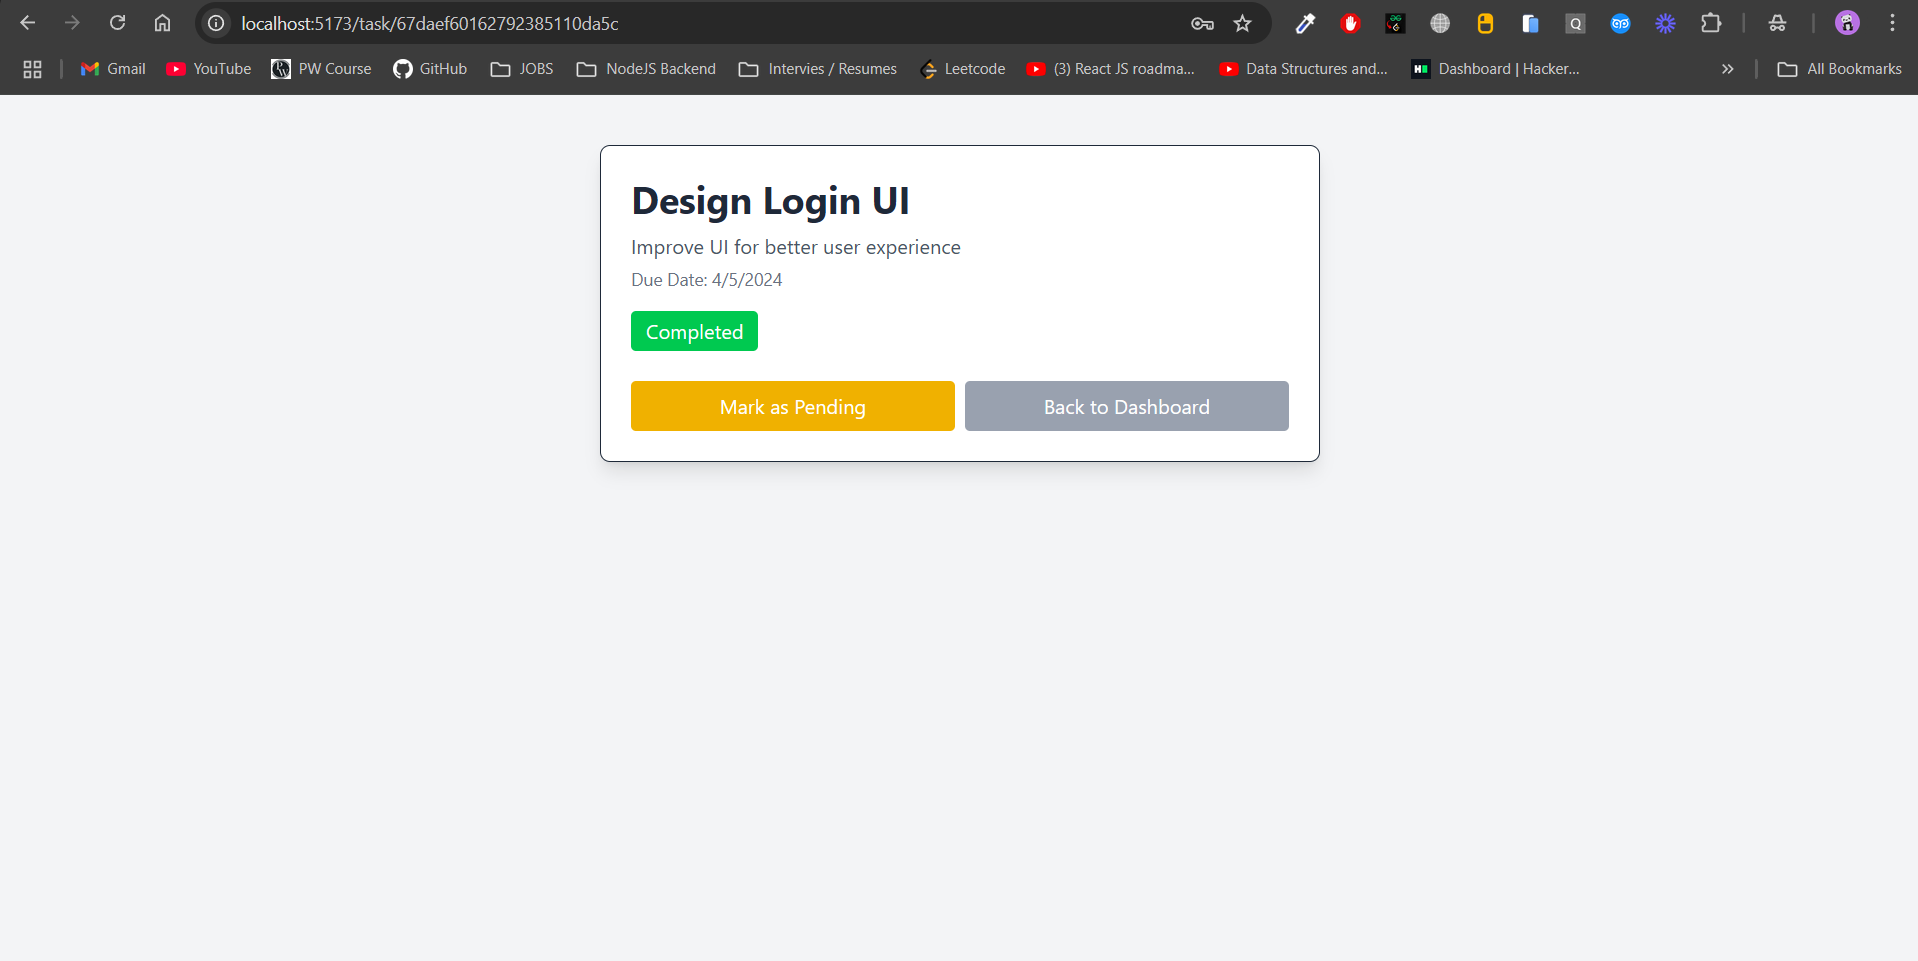 localhost:5173/task/67daef60162792385110da5c
Gmail YouTube PW Course GitHub JOBS NodeJS Backend Intervies / Resumes Leetcode (3) React JS roadma... Data Structures and... Dashboard | Hacker... All Bookmarks
Design Login UI
Improve UI for better user experience
Due Date: 4/5/2024
Completed
Mark as Pending Back to Dashboard